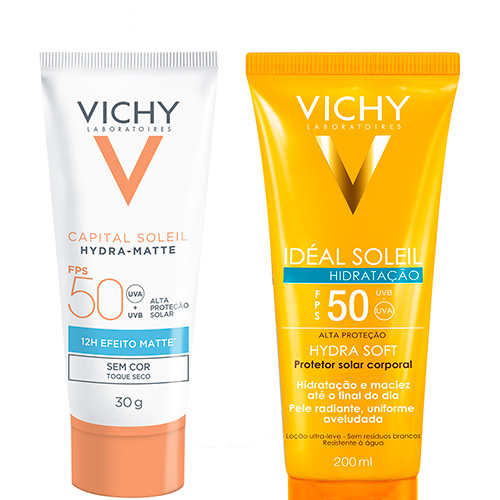 VICHY
LABORATOIRES
CAPITAL SOLEIL
HYDRA-MATTE
FPS
50
UVA
+
UVB
ALTA
PROTEÇÃO
SOLAR
12H EFEITO MATTE*
SEM COR
TOQUE SECO
30g
VICHY
LABORATOIRES
IDÉAL SOLEIL
HIDRATAÇÃO
FPS
50
UVB
+
UVA
ALTA PROTEÇÃO
HYDRA SOFT
Protetor solar corporal
Hidratação e maciez
até o final do dia
Pele radiante, uniforme
aveludada
Loção ultra-leve - Sem resíduos brancos
Resistente à água
200 ml